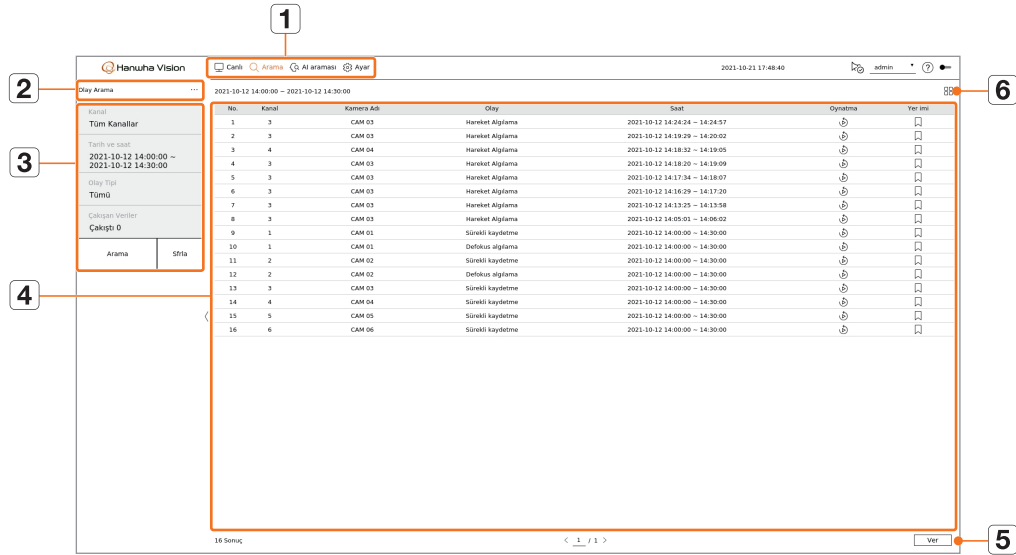 1
Hanwha Vision Canlı Arama AI araması Ayar 2021-10-21 17:48:40 admin ?
2
Olay Arama ...
2021-10-12 14:00:00 ~ 2021-10-12 14:30:00
6
3
Kanal
Tüm Kanallar
Tarih ve saat
2021-10-12 14:00:00 ~
2021-10-12 14:30:00
Olay Tipi
Tümü
Çakışan Veriler
Çakıştı 0
Arama Sfrla
4
No. Kanal Kamera Adı Olay Saat Oynatma Yer imi
1 3 CAM 03 Hareket Algılama 2021-10-12 14:24:24 ~ 14:24:57
2 3 CAM 03 Hareket Algılama 2021-10-12 14:19:29 ~ 14:20:02
3 4 CAM 04 Hareket Algılama 2021-10-12 14:18:32 ~ 14:19:05
4 3 CAM 03 Hareket Algılama 2021-10-12 14:18:20 ~ 14:19:09
5 3 CAM 03 Hareket Algılama 2021-10-12 14:17:34 ~ 14:18:07
6 3 CAM 03 Hareket Algılama 2021-10-12 14:16:29 ~ 14:17:20
7 3 CAM 03 Hareket Algılama 2021-10-12 14:13:25 ~ 14:13:58
8 3 CAM 03 Hareket Algılama 2021-10-12 14:05:01 ~ 14:06:02
9 1 CAM 01 Sürekli kaydetme 2021-10-12 14:00:00 ~ 14:30:00
10 1 CAM 01 Defokus algılama 2021-10-12 14:00:00 ~ 14:30:00
11 2 CAM 02 Sürekli kaydetme 2021-10-12 14:00:00 ~ 14:30:00
12 2 CAM 02 Defokus algılama 2021-10-12 14:00:00 ~ 14:30:00
13 3 CAM 03 Sürekli kaydetme 2021-10-12 14:00:00 ~ 14:30:00
14 4 CAM 04 Sürekli kaydetme 2021-10-12 14:00:00 ~ 14:30:00
15 5 CAM 05 Sürekli kaydetme 2021-10-12 14:00:00 ~ 14:30:00
16 6 CAM 06 Sürekli kaydetme 2021-10-12 14:00:00 ~ 14:30:00
16 Sonuç < 1 / 1 > Ver
5